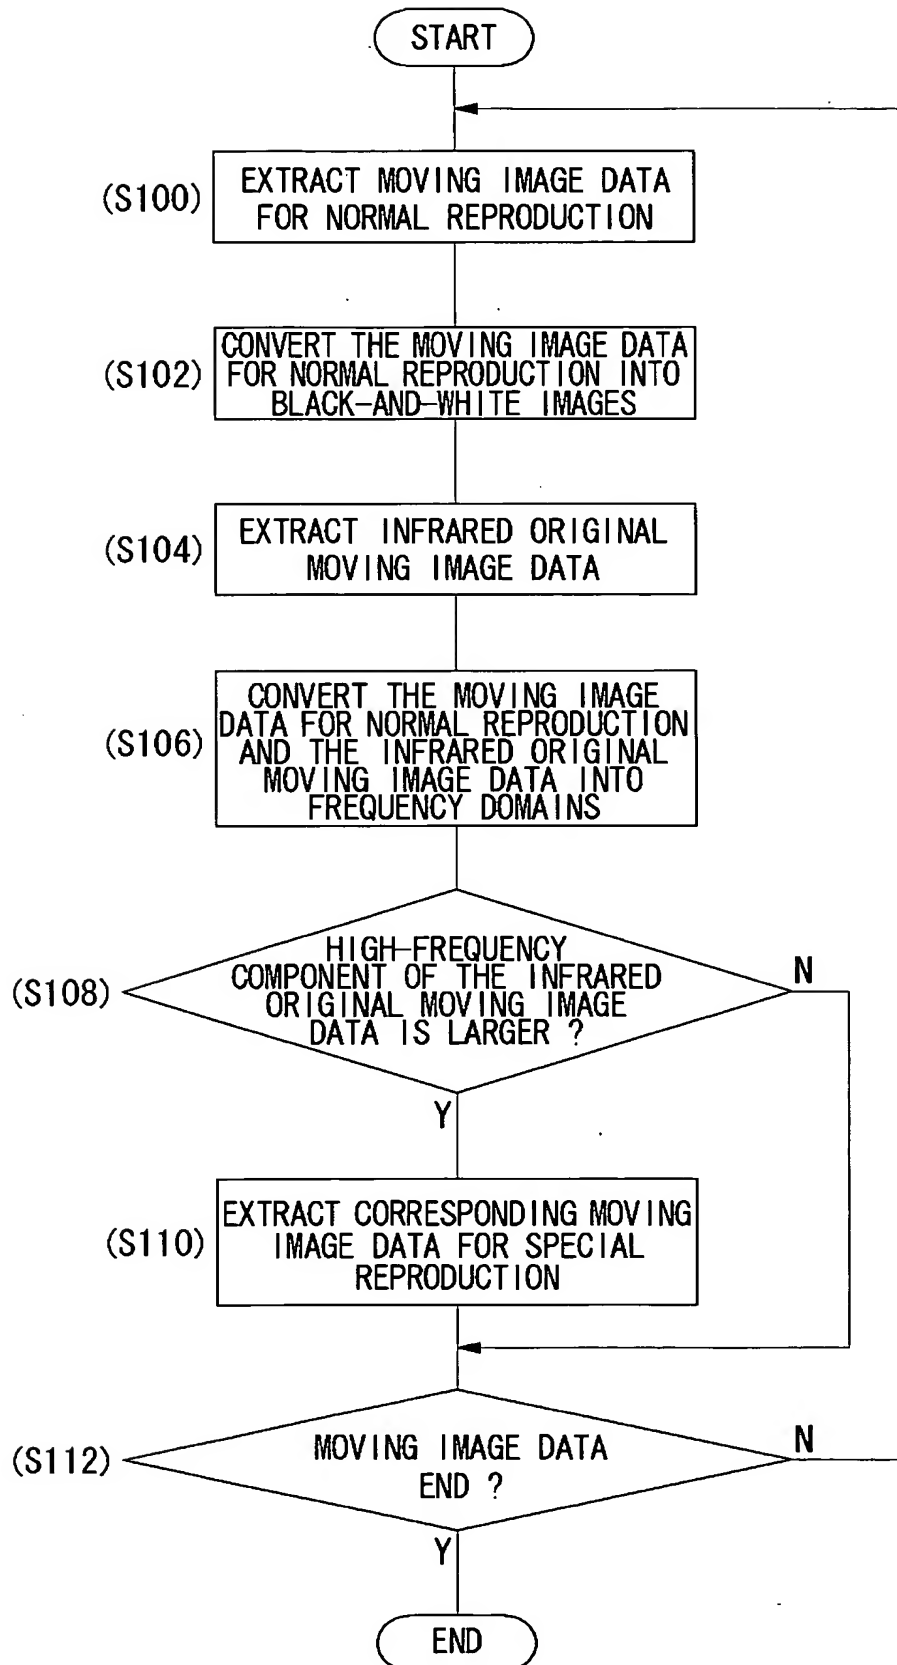 START
(S100)
EXTRACT MOVING IMAGE DATA
FOR NORMAL REPRODUCTION
(S102)
CONVERT THE MOVING IMAGE DATA
FOR NORMAL REPRODUCTION INTO
BLACK-AND-WHITE IMAGES
(S104)
EXTRACT INFRARED ORIGINAL
MOVING IMAGE DATA
(S106)
CONVERT THE MOVING IMAGE
DATA FOR NORMAL REPRODUCTION
AND THE INFRARED ORIGINAL
MOVING IMAGE DATA INTO
FREQUENCY DOMAINS
(S108)
HIGH-FREQUENCY
COMPONENT OF THE INFRARED
ORIGINAL MOVING IMAGE
DATA IS LARGER ?
N
Y
(S110)
EXTRACT CORRESPONDING MOVING
IMAGE DATA FOR SPECIAL
REPRODUCTION
(S112)
MOVING IMAGE DATA
END ?
N
Y
END